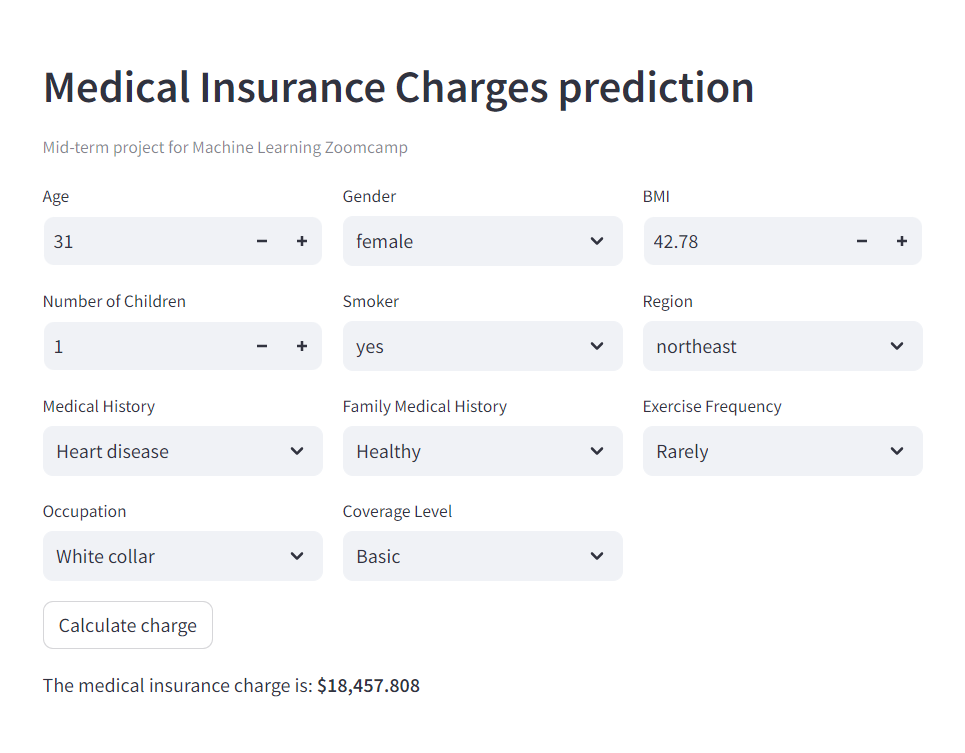 Medical Insurance Charges prediction
Mid-term project for Machine Learning Zoomcamp
Age Gender BMI
31 − + female 42.78 − +
Number of Children Smoker Region
1 − + yes northeast
Medical History Family Medical History Exercise Frequency
Heart disease Healthy Rarely
Occupation Coverage Level
White collar Basic
Calculate charge
The medical insurance charge is: $18,457.808